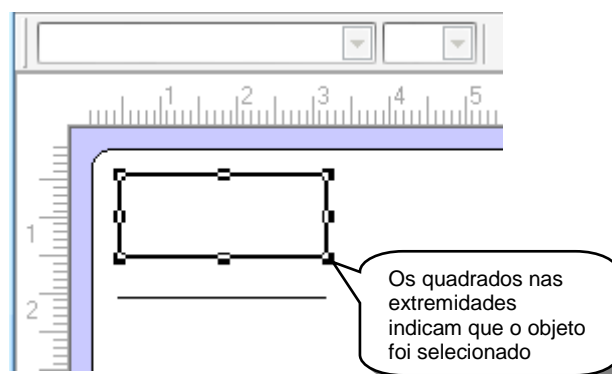 1 2 3 4 5
1
2
Os quadrados nas
extremidades
indicam que o objeto
foi selecionado